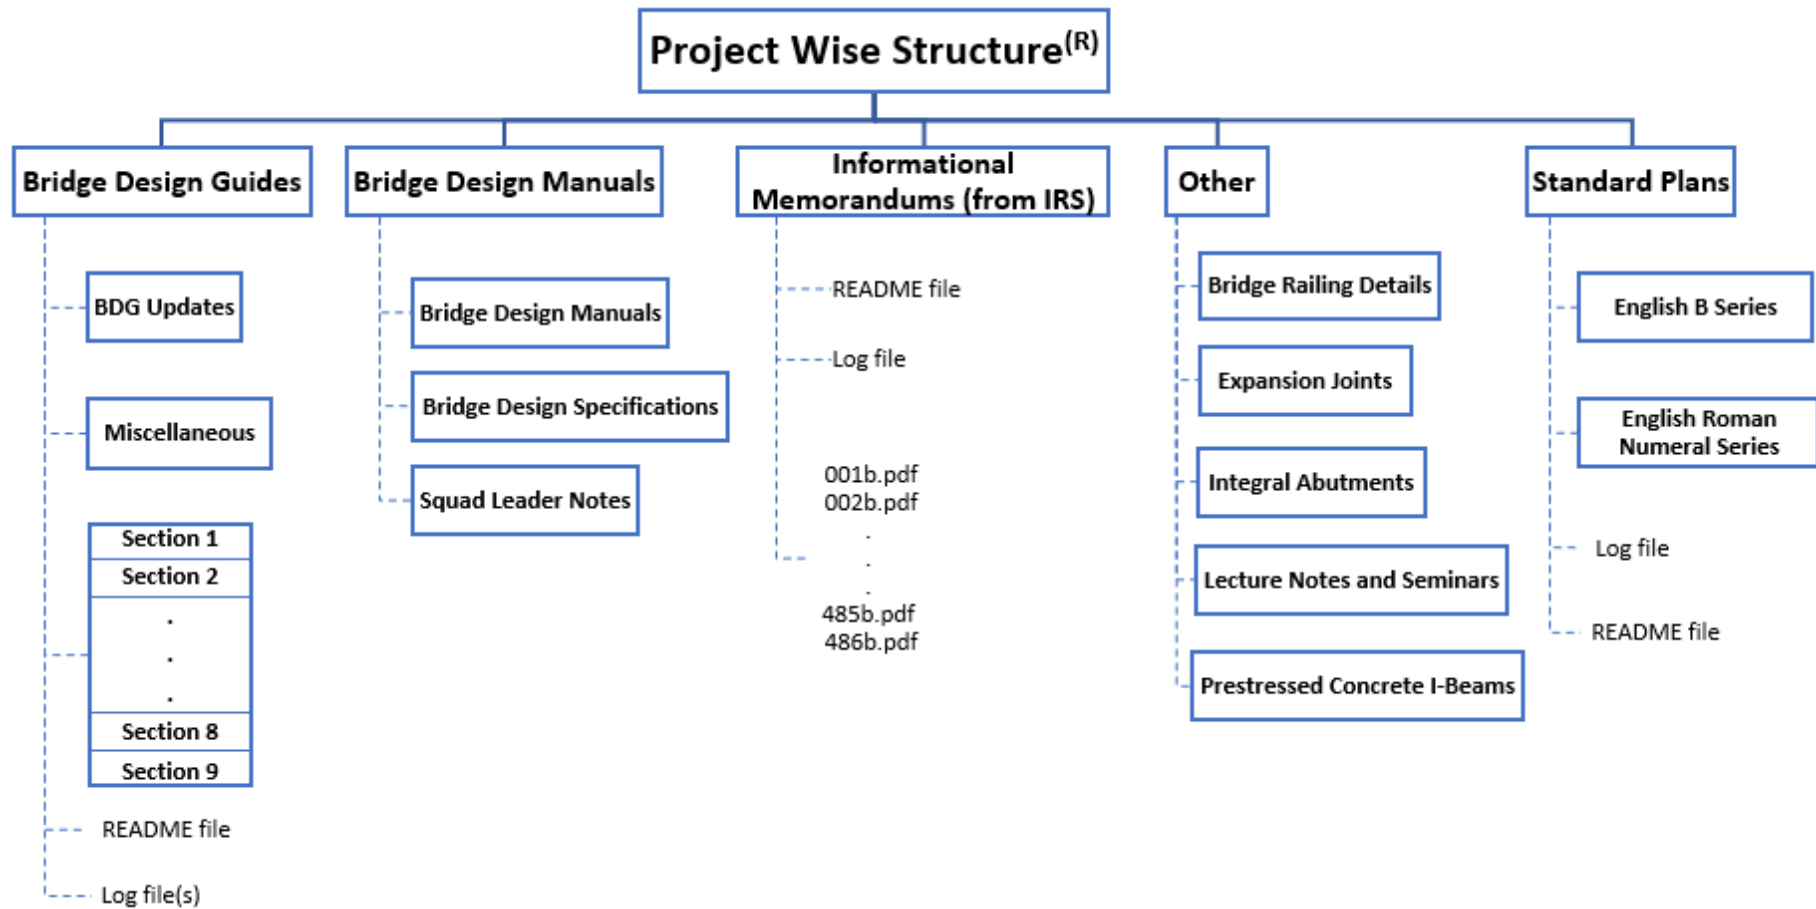 Project Wise Structure(R)
Bridge Design Guides
BDG Updates
Miscellaneous
Section 1
Section 2
.
.
.
Section 8
Section 9
README file
Log file(s)
Bridge Design Manuals
Bridge Design Manuals
Bridge Design Specifications
Squad Leader Notes
Informational
Memorandums (from IRS)
README file
Log file
001b.pdf
002b.pdf
.
.
.
485b.pdf
486b.pdf
Other
Bridge Railing Details
Expansion Joints
Integral Abutments
Lecture Notes and Seminars
Prestressed Concrete I-Beams
Standard Plans
English B Series
English Roman
Numeral Series
Log file
README file